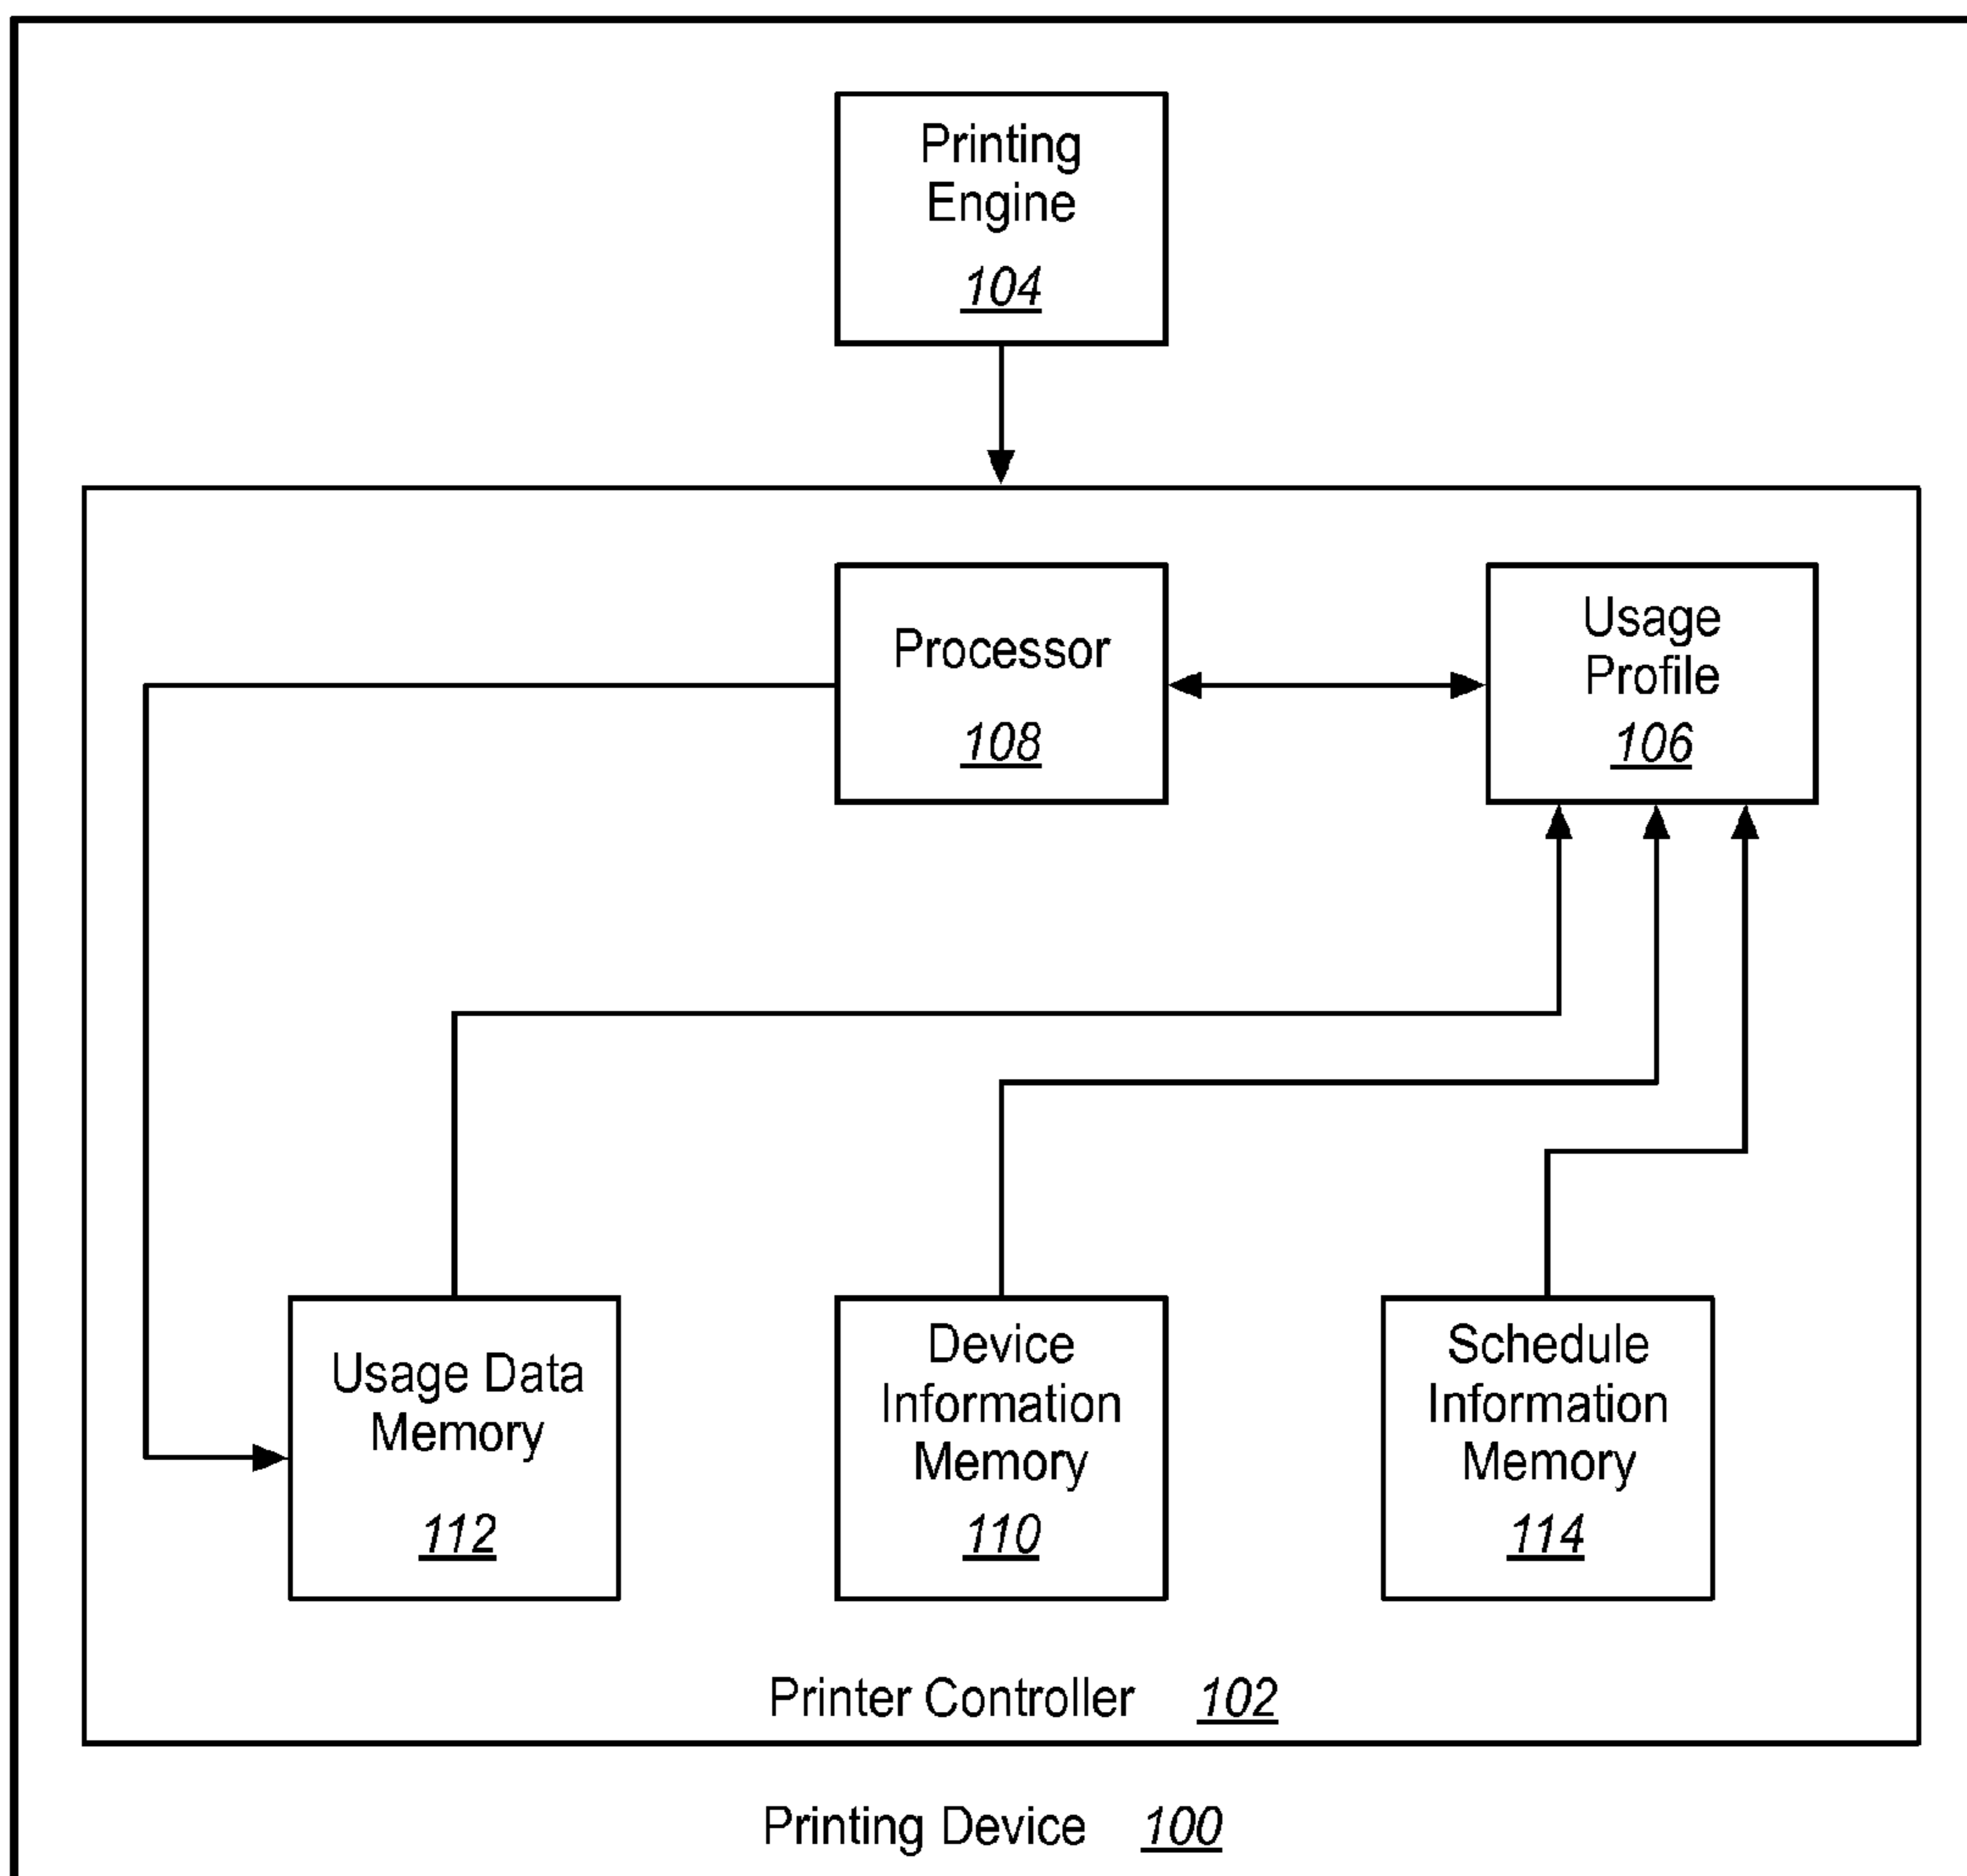 Printing
Engine
104
Processor
108
Usage
Profile
106
Usage Data
Memory
112
Device
Information
Memory
110
Schedule
Information
Memory
114
Printer Controller 102
Printing Device 100